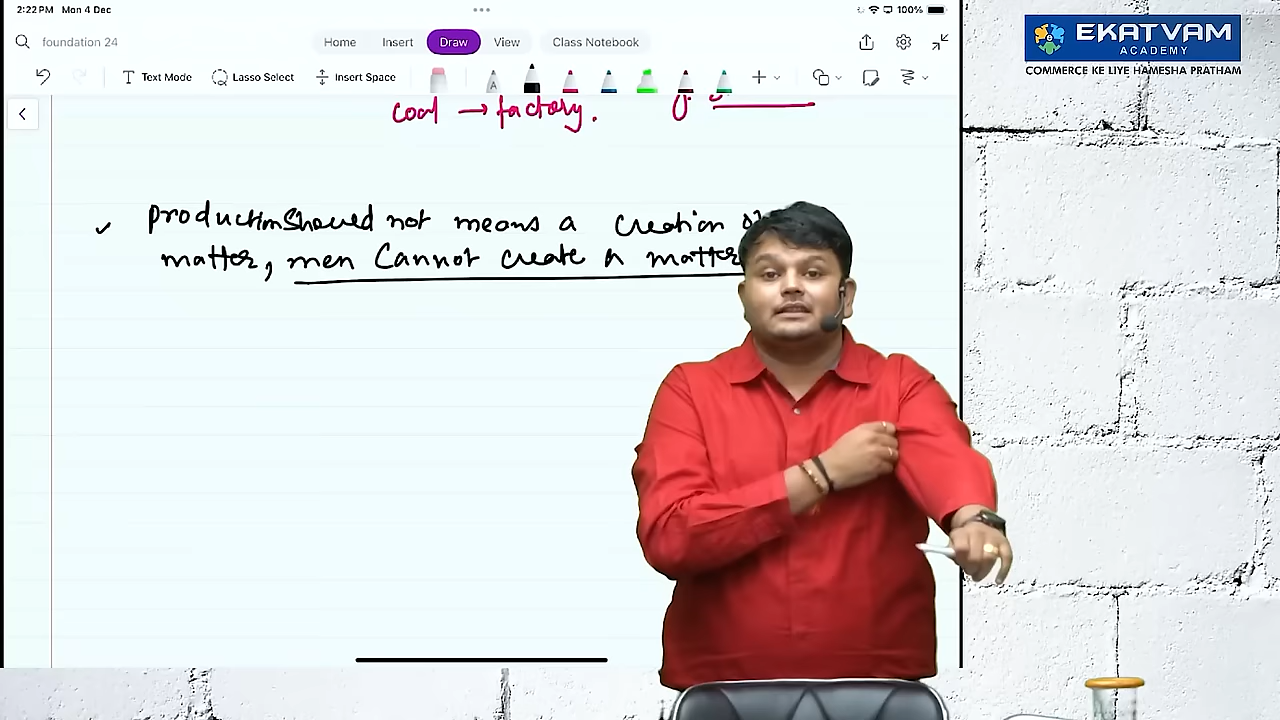 2:22 PM Mon 4 Dec
100%
foundation 24
Home Insert Draw View Class Notebook
Text Mode Lasso Select Insert Space
EKATVAM
ACADEMY
COMMERCE KE LIYE HAMESHA PRATHAM
coal → factory.
Production Should not means a creation
matter, men Cannot create a matter